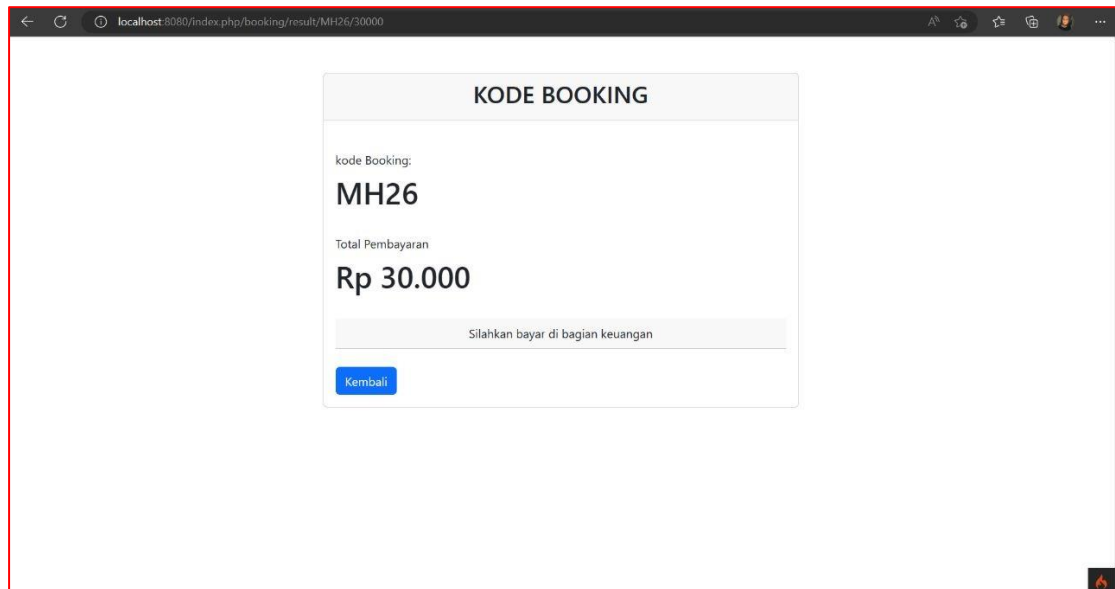 localhost:8080/index.php/booking/result/MH26/30000
KODE BOOKING
kode Booking:
MH26
Total Pembayaran
Rp 30.000
Silahkan bayar di bagian keuangan
Kembali